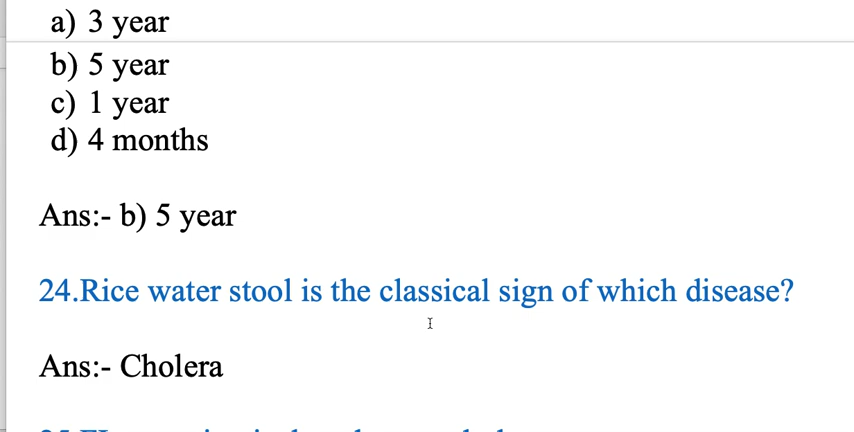 a) 3 year
b) 5 year
c) 1 year
d) 4 months
Ans:- b) 5 year
24.Rice water stool is the classical sign of which disease?
Ans:- Cholera